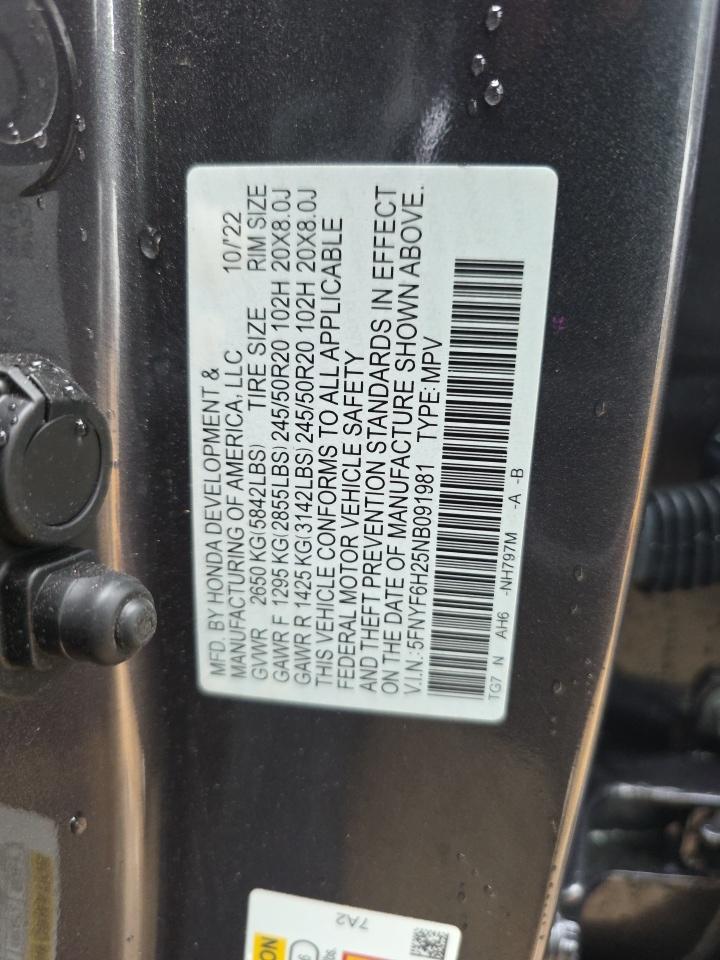 MFD. BY HONDA DEVELOPMENT &
MANUFACTURING OF AMERICA, LLC 10/'22
GVWR 2650 KG(5842LBS) TIRE SIZE RIM SIZE
GAWR F 1295 KG(2855LBS) 245/50R20 102H 20X8.0J
GAWR R 1425 KG(3142LBS) 245/50R20 102H 20X8.0J
THIS VEHICLE CONFORMS TO ALL APPLICABLE
FEDERAL MOTOR VEHICLE SAFETY
AND THEFT PREVENTION STANDARDS IN EFFECT
ON THE DATE OF MANUFACTURE SHOWN ABOVE.
V.I.N.:5FNYF6H25NB091981 TYPE:MPV
TG7 N AH6 -NH797M -A -B
7A2